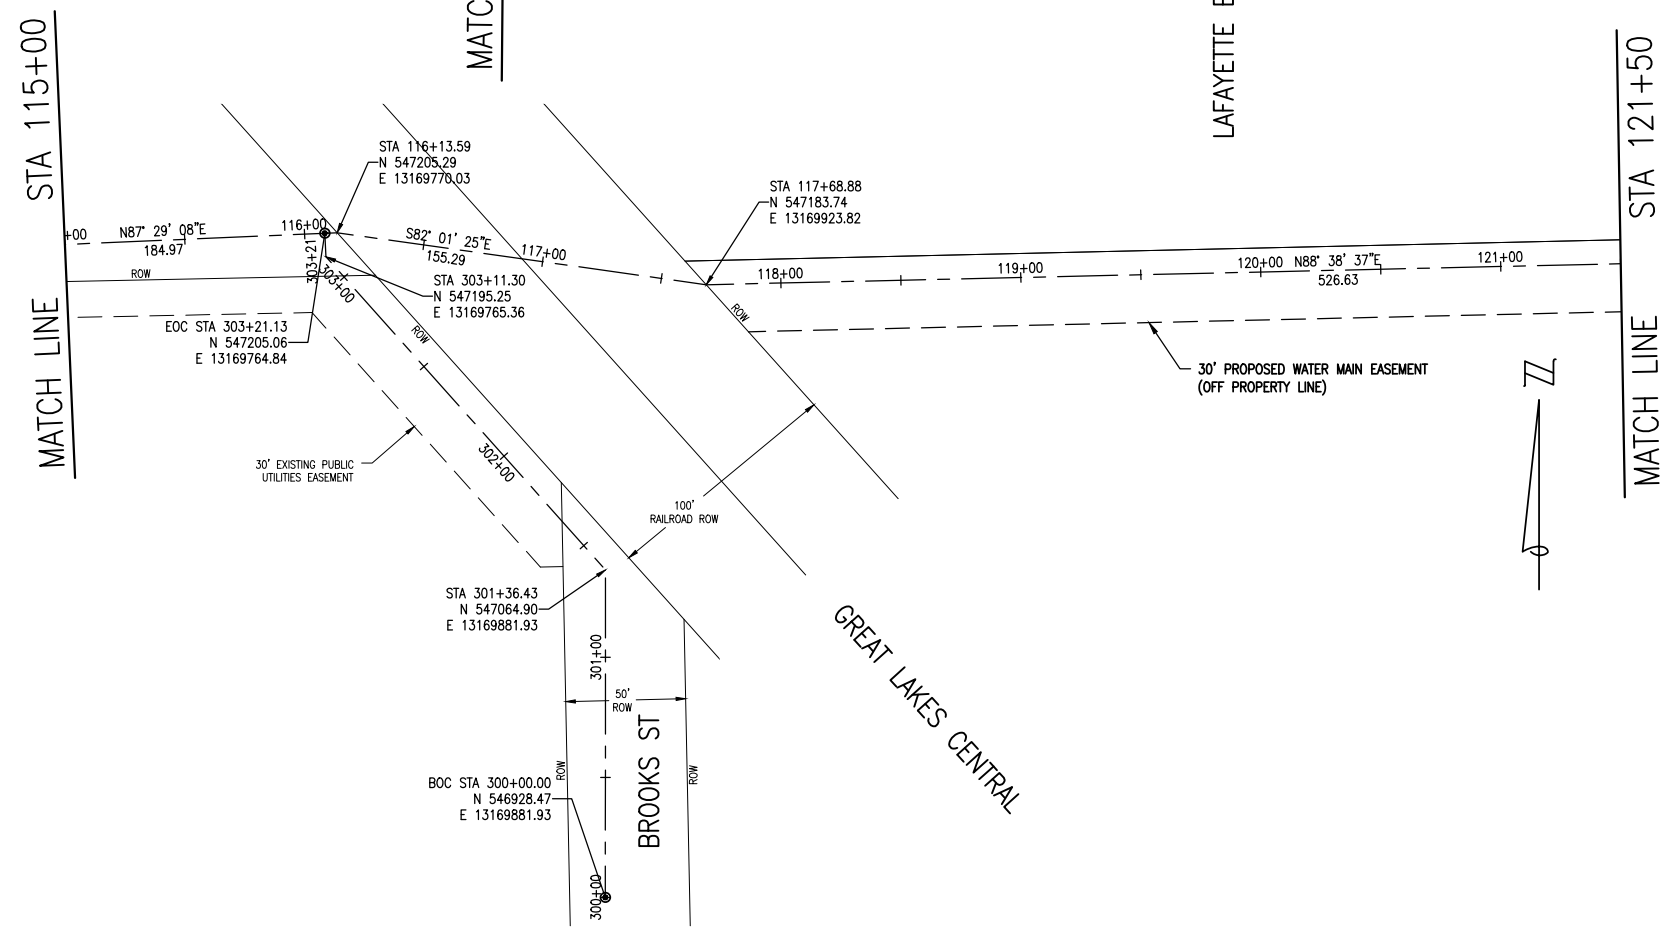 MATCH LINE STA 115+00
MATC
LAFAYETTE
MATCH LINE STA 121+50
STA 116+13.59
N 547205.29
E 13169770.03
STA 117+68.88
N 547183.74
E 13169923.82
+00
N87° 29' 08"E
184.97
116+00
S82° 01' 25"E
155.29
117+00
118+00
119+00
120+00
N88° 38' 37"E
526.63
121+00
ROW
303+21
303+00
STA 303+11.30
N 547195.25
E 13169765.36
EOC STA 303+21.13
N 547205.06
E 13169764.84
ROW
ROW
30' PROPOSED WATER MAIN EASEMENT
(OFF PROPERTY LINE)
Z
302+00
30' EXISTING PUBLIC
UTILITIES EASEMENT
100'
RAILROAD ROW
STA 301+36.43
N 547064.90
E 13169881.93
301+00
50'
ROW
GREAT LAKES CENTRAL
BROOKS ST
ROW
ROW
BOC STA 300+00.00
N 546928.47
E 13169881.93
300+00